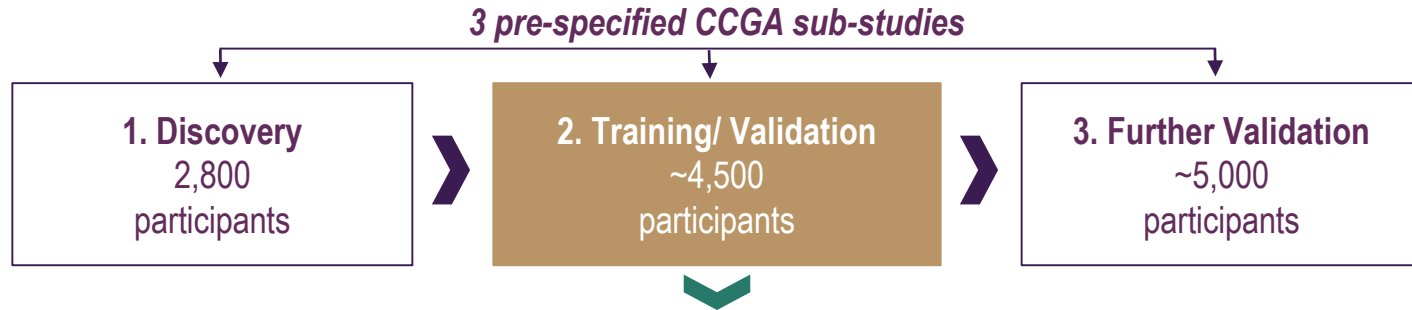 3 pre-specified CCGA sub-studies
1. Discovery
2,800
participants
2. Training/ Validation
~4,500
participants
3. Further Validation
~5,000
participants